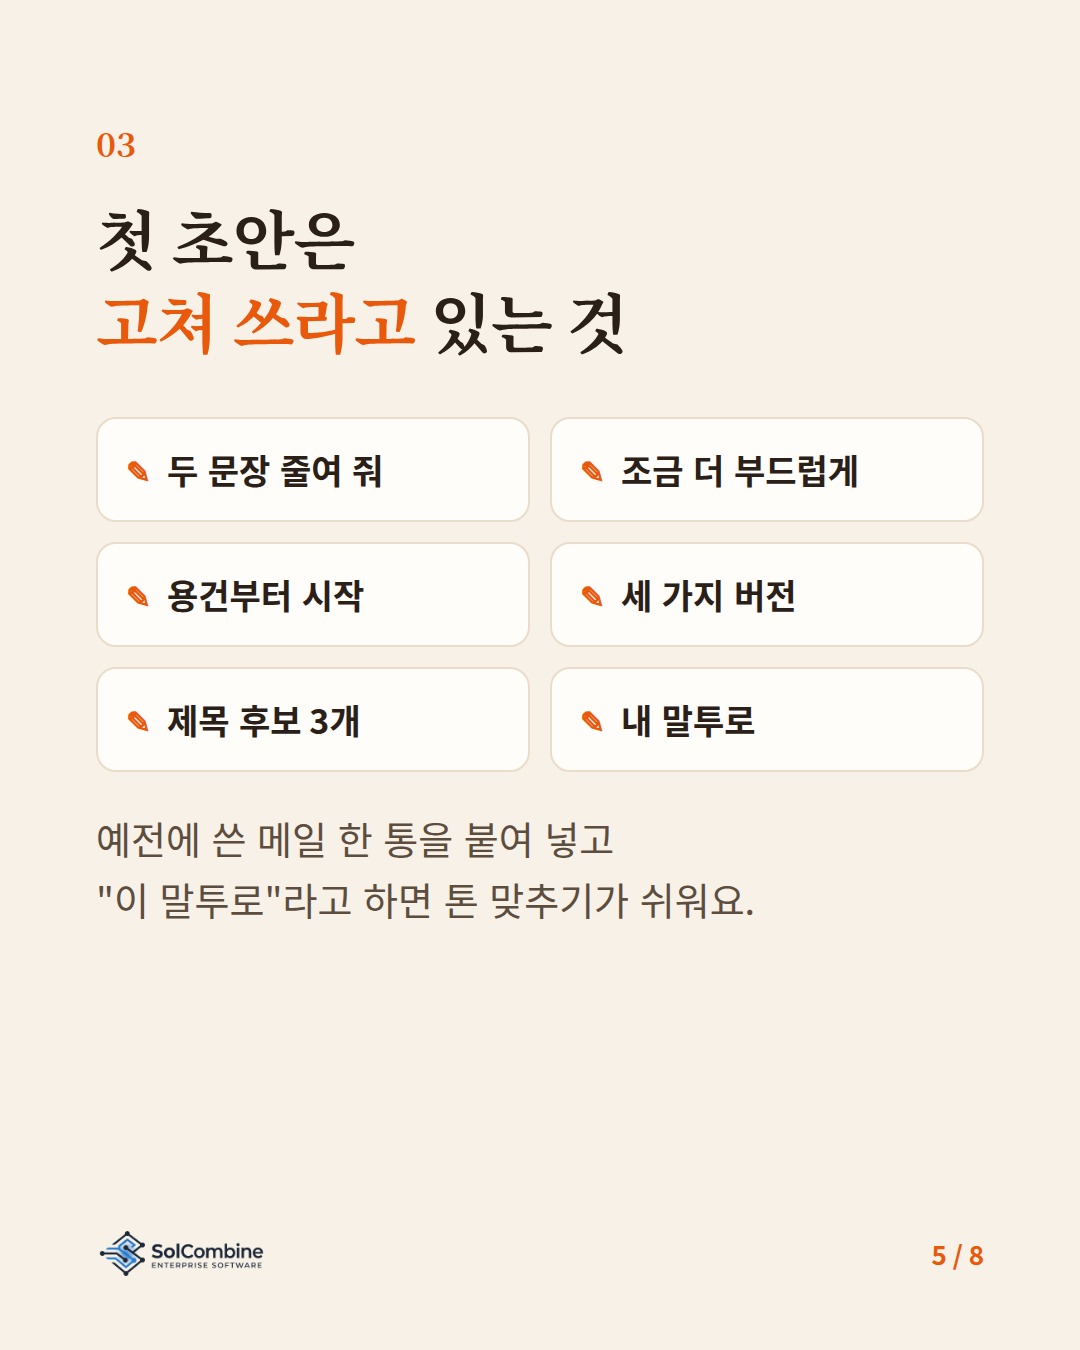 03
첫 초안은
고쳐 쓰라고 있는 것
✎ 두 문장 줄여 줘
✎ 조금 더 부드럽게
✎ 용건부터 시작
✎ 세 가지 버전
✎ 제목 후보 3개
✎ 내 말투로
예전에 쓴 메일 한 통을 붙여 넣고
"이 말투로"라고 하면 톤 맞추기가 쉬워요.
SolCombine
ENTERPRISE SOFTWARE
5 / 8